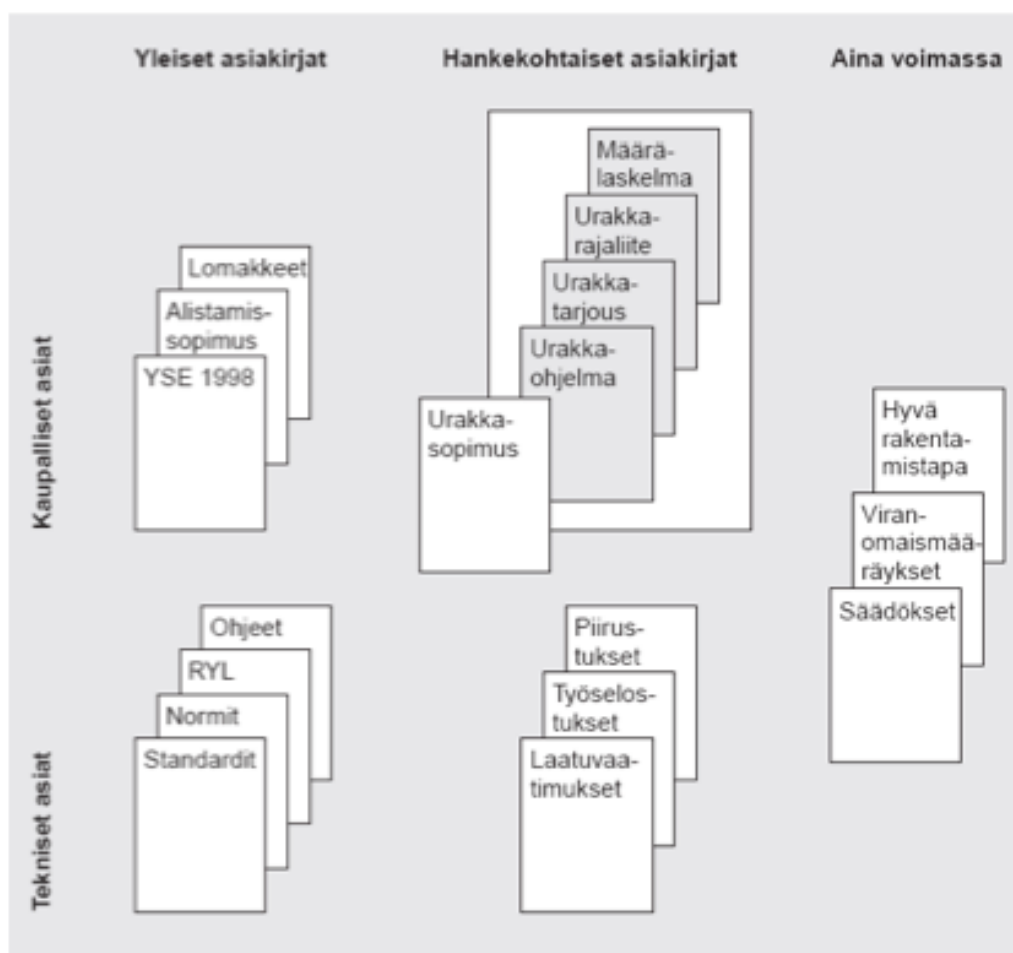 Yleiset asiakirjat
Hankekohtaiset asiakirjat
Aina voimassa
Kaupalliset asiat
Lomakkeet
Alistamis-
sopimus
YSE 1998
Määrä-
laskelma
Urakka-
rajaliite
Urakka-
tarjous
Urakka-
ohjelma
Urakka-
sopimus
Hyvä
rakenta-
mistapa
Viran-
omaismää-
räykset
Säädökset
Tekniset asiat
Ohjeet
RYL
Normit
Standardit
Piirus-
tukset
Työselos-
tukset
Laatuvaa-
timukset